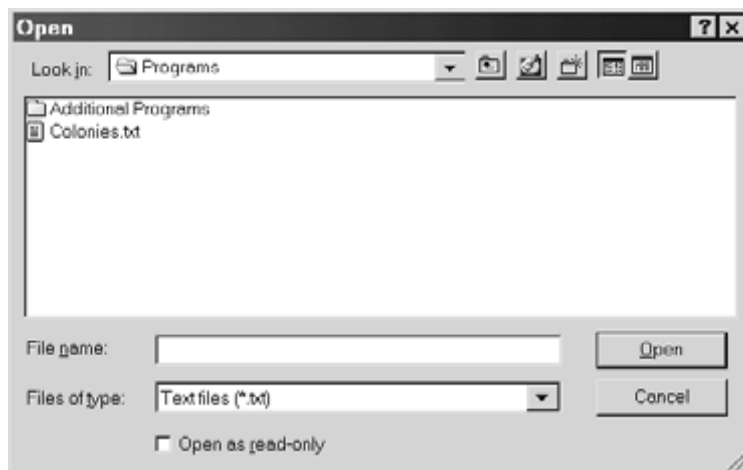 Open
Look in: Programs
Additional Programs
Colonies.txt
File name: Open
Files of type: Text files (*.txt) Cancel
Open as read-only